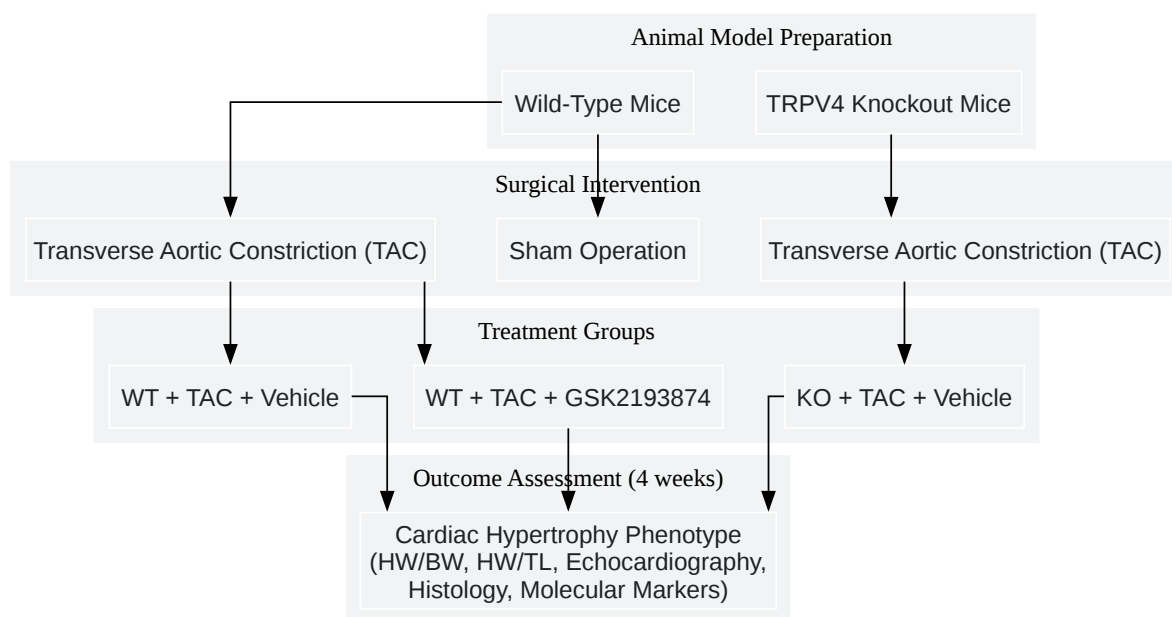 Animal Model Preparation
Wild-Type Mice
TRPV4 Knockout Mice
Surgical Intervention
Transverse Aortic Constriction (TAC)
Sham Operation
Transverse Aortic Constriction (TAC)
Treatment Groups
WT + TAC + Vehicle
WT + TAC + GSK2193874
KO + TAC + Vehicle
Outcome Assessment (4 weeks)
Cardiac Hypertrophy Phenotype
(HW/BW, HW/TL, Echocardiography,
Histology, Molecular Markers)